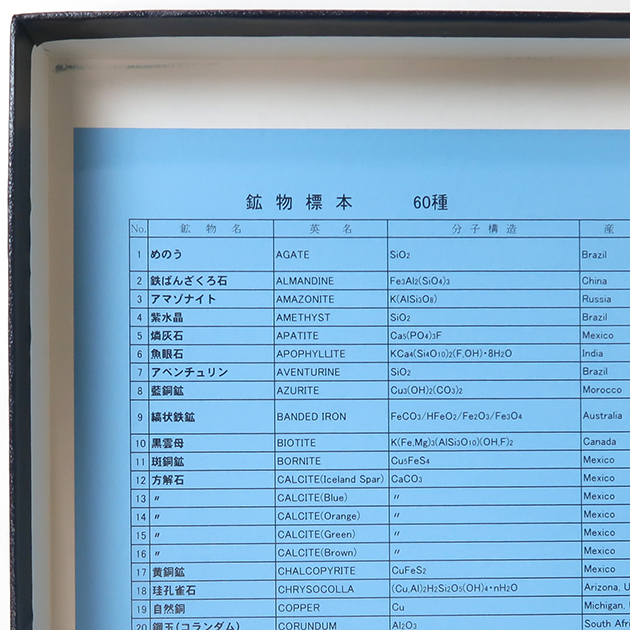 鉱物標本 60種
No. 鉱物名 英名 分子構造 産
1 めのう AGATE SiO2 Brazil
2 鉄ばんざくろ石 ALMANDINE Fe3Al2(SiO4)3 China
3 アマゾナイト AMAZONITE K(AlSi3O8) Russia
4 紫水晶 AMETHYST SiO2 Brazil
5 燐灰石 APATITE Ca5(PO4)3F Mexico
6 魚眼石 APOPHYLLITE KCa4(Si4O10)2(F,OH)・8H2O India
7 アベンチュリン AVENTURINE SiO2 Brazil
8 藍銅鉱 AZURITE Cu3(OH)2(CO3)2 Morocco
9 縞状鉄鉱 BANDED IRON FeCO3/HFeO2/Fe2O3/Fe3O4 Australia
10 黒雲母 BIOTITE K(Fe,Mg)3(AlSi3O10)(OH,F)2 Canada
11 斑銅鉱 BORNITE Cu5FeS4 Mexico
12 方解石 CALCITE(Iceland Spar) CaCO3 Mexico
13 〃 CALCITE(Blue) 〃 Mexico
14 〃 CALCITE(Orange) 〃 Mexico
15 〃 CALCITE(Green) 〃 Mexico
16 〃 CALCITE(Brown) 〃 Mexico
17 黄銅鉱 CHALCOPYRITE CuFeS2 Mexico
18 珪孔雀石 CHRYSOCOLLA (Cu,Al)2H2Si2O5(OH)4・nH2O Arizona, U
19 自然銅 COPPER Cu Michigan,
20 鋼玉(コランダム) CORUNDUM Al2O3 South Afri